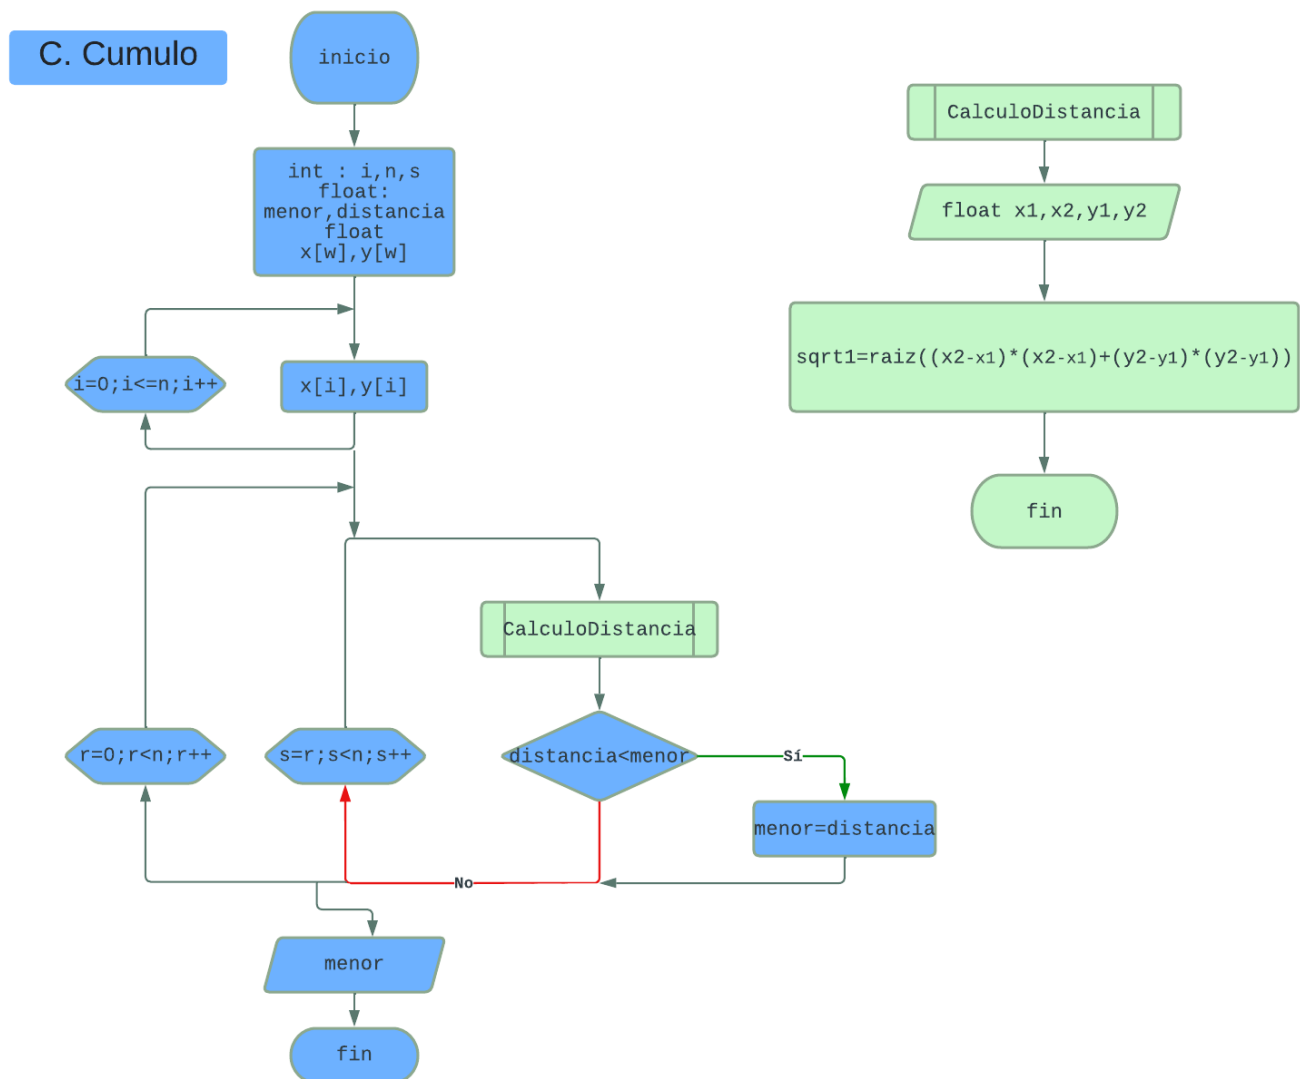 C. Cumulo
inicio
int : i,n,s
float:
menor,distancia
float
x[w],y[w]
i=0;i<=n;i++
x[i],y[i]
CalculoDistancia
distancia<menor
Sí
r=0;r<n;r++
s=r;s<n;s++
menor=distancia
No
menor
fin
CalculoDistancia
float x1,x2,y1,y2
sqrt1=raiz((x2-x1)*(x2-x1)+(y2-y1)*(y2-y1))
fin